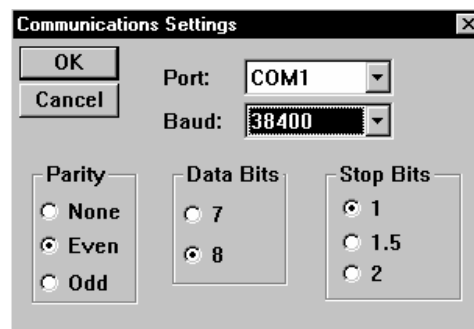 Communications Settings
OK
Cancel
Port: COM1
Baud: 38400
Parity
None
Even
Odd
Data Bits
7
8
Stop Bits
1
1.5
2